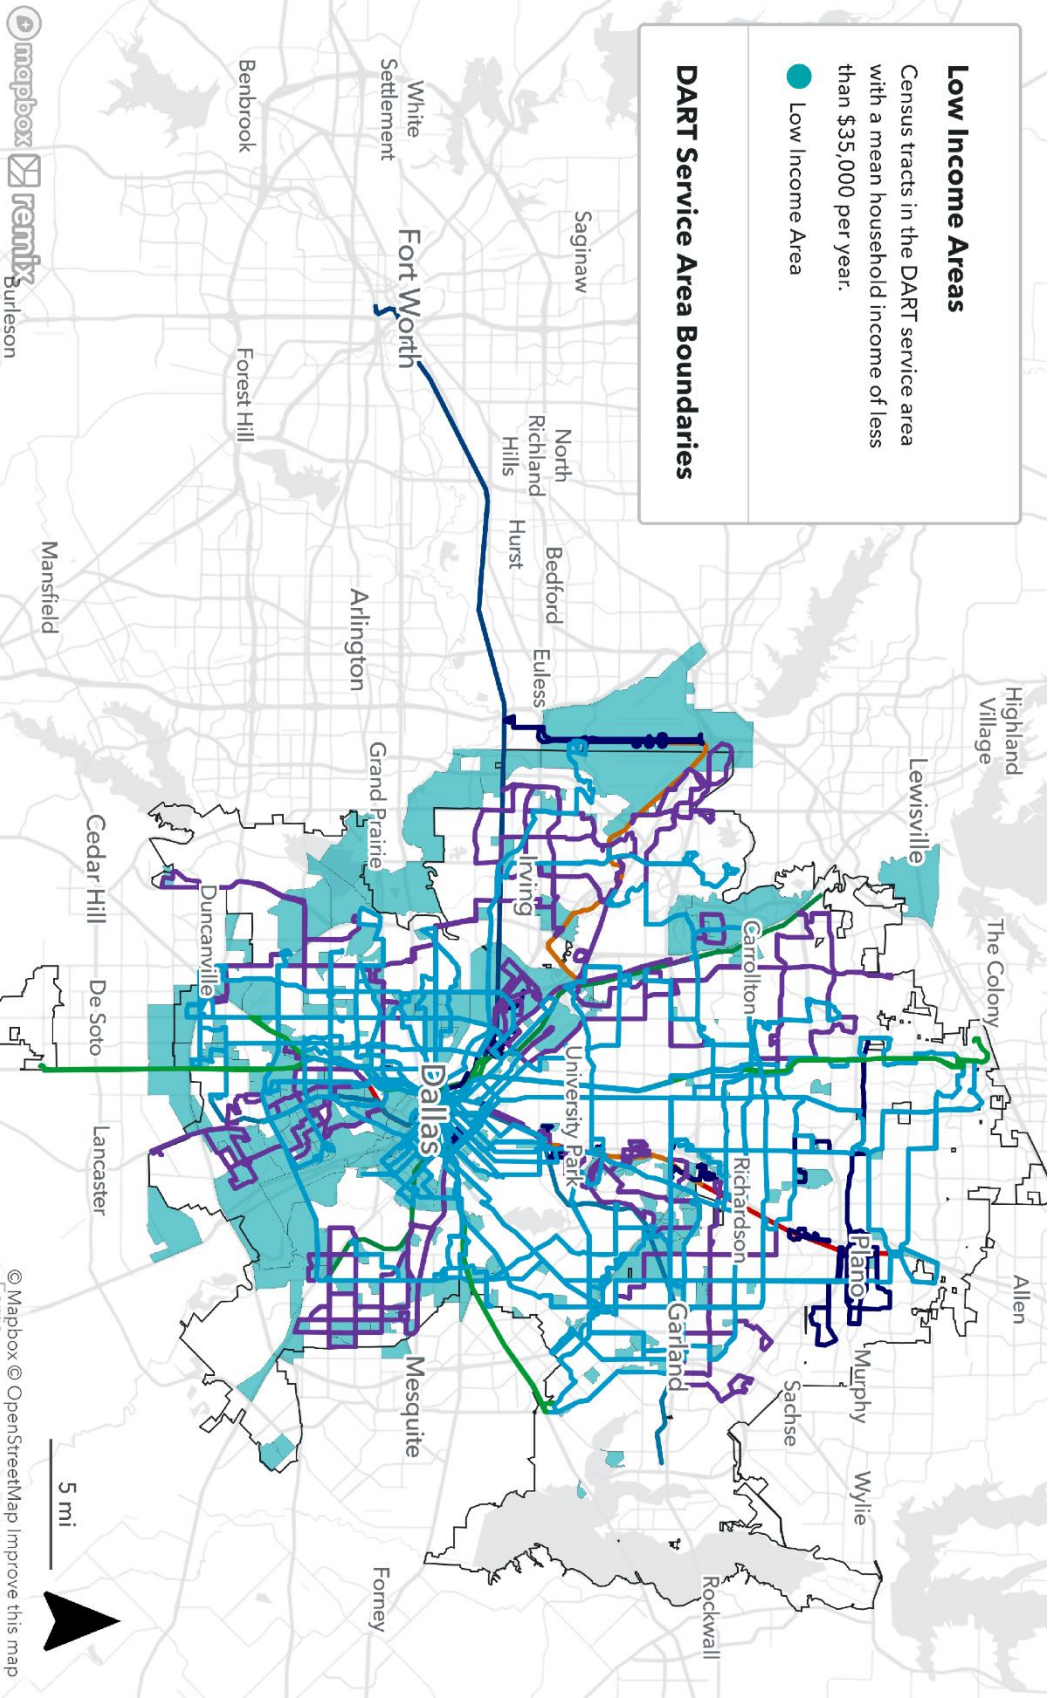 Low Income Areas
Census tracts in the DART service area
with a mean household income of less
than $35,000 per year.
Low Income Area
DART Service Area Boundaries
Highland
Village
The Colony
Allen
Lewisville
Murphy
Wylie
Plano
Sachse
Carrollton
Richardson
Rockwall
Garland
Saginaw
North
Richland
Hills
Bedford
Euless
Hurst
University Park
Irving
White
Settlement
Fort Worth
Dallas
Mesquite
Arlington
Grand Prairie
Forney
Benbrook
Forest Hill
Duncanville
Cedar Hill
De Soto
Lancaster
Mansfield
5 mi
Burleson
mapbox remix
© Mapbox © OpenStreetMap Improve this map